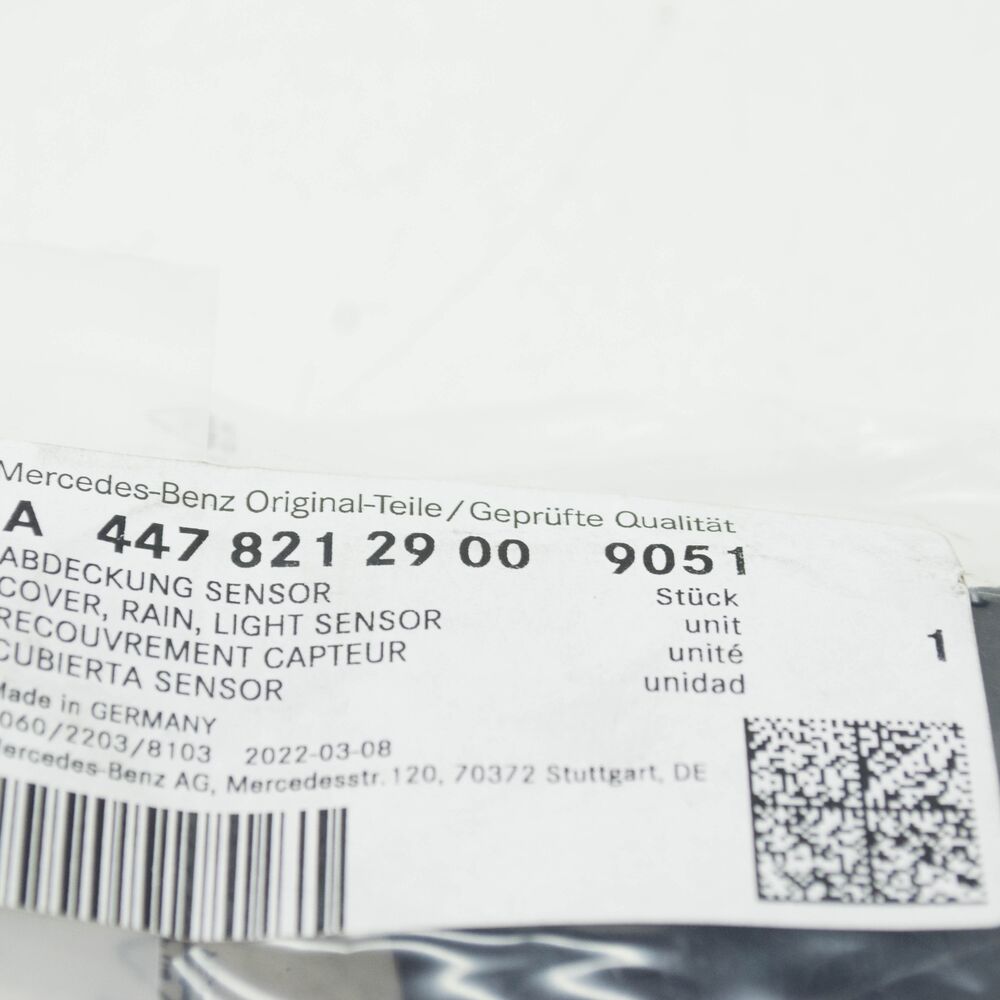 Mercedes-Benz Original-Teile/Geprüfte Qualität
A 447 821 29 00 9051
ABDECKUNG SENSOR Stück
COVER, RAIN, LIGHT SENSOR unit
RECOUVREMENT CAPTEUR unité 1
CUBIERTA SENSOR unidad
Made in GERMANY
060/2203/8103 2022-03-08
Mercedes-Benz AG, Mercedesstr. 120, 70372 Stuttgart, DE